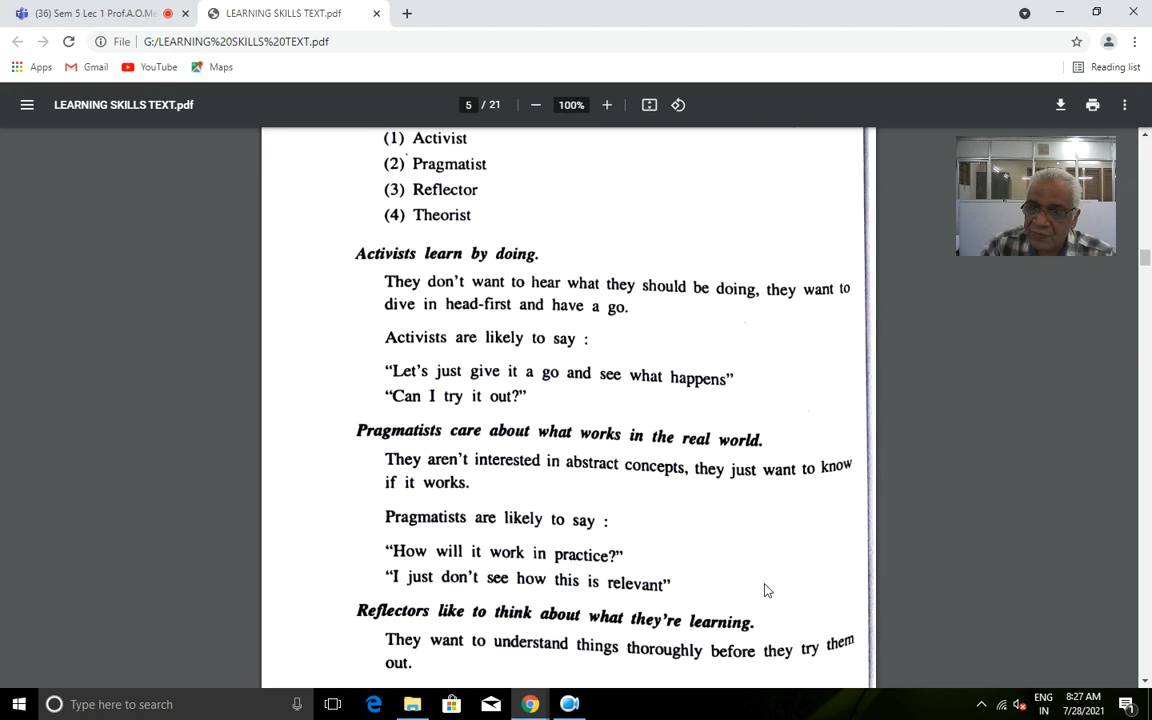 (36) Sem 5 Lec 1 Prof.A.O.Me
LEARNING SKILLS TEXT.pdf
File
G:/LEARNING%20SKILLS%20TEXT.pdf
Apps
Gmail
YouTube
Maps
Reading list
LEARNING SKILLS TEXT.pdf
5 / 21
100%
(1) Activist
(2) Pragmatist
(3) Reflector
(4) Theorist
Activists learn by doing.
They don't want to hear what they should be doing, they want to
dive in head-first and have a go.
Activists are likely to say :
“Let's just give it a go and see what happens”
“Can I try it out?”
Pragmatists care about what works in the real world.
They aren't interested in abstract concepts, they just want to know
if it works.
Pragmatists are likely to say :
“How will it work in practice?”
“I just don't see how this is relevant”
Reflectors like to think about what they're learning.
They want to understand things thoroughly before they try them
out.
Type here to search
ENG
IN
8:27 AM
7/28/2021
1